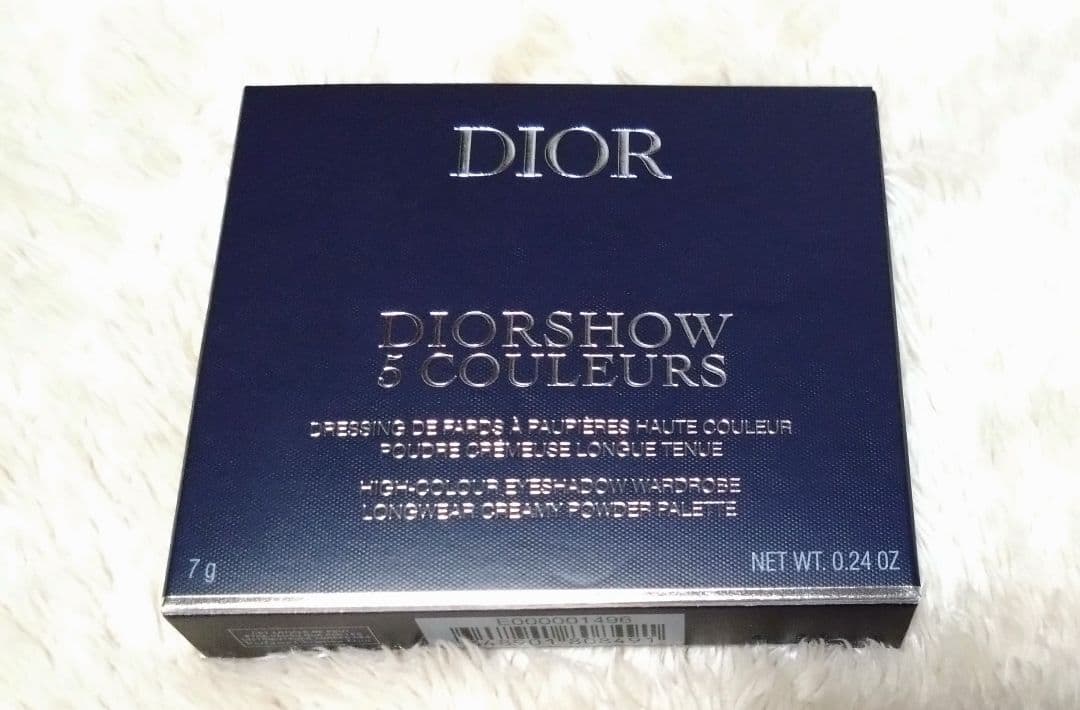 DIOR
DIORSHOW
5 COULEURS
DRESSING DE FARDS À PAUPIÈRES HAUTE COULEUR
POUDRE CRÉMEUSE LONGUE TENUE
HIGH-COLOUR EYESHADOW WARDROBE
LONGWEAR CREAMY POWDER PALETTE
7 g
NET WT. 0.24 OZ
E000001496